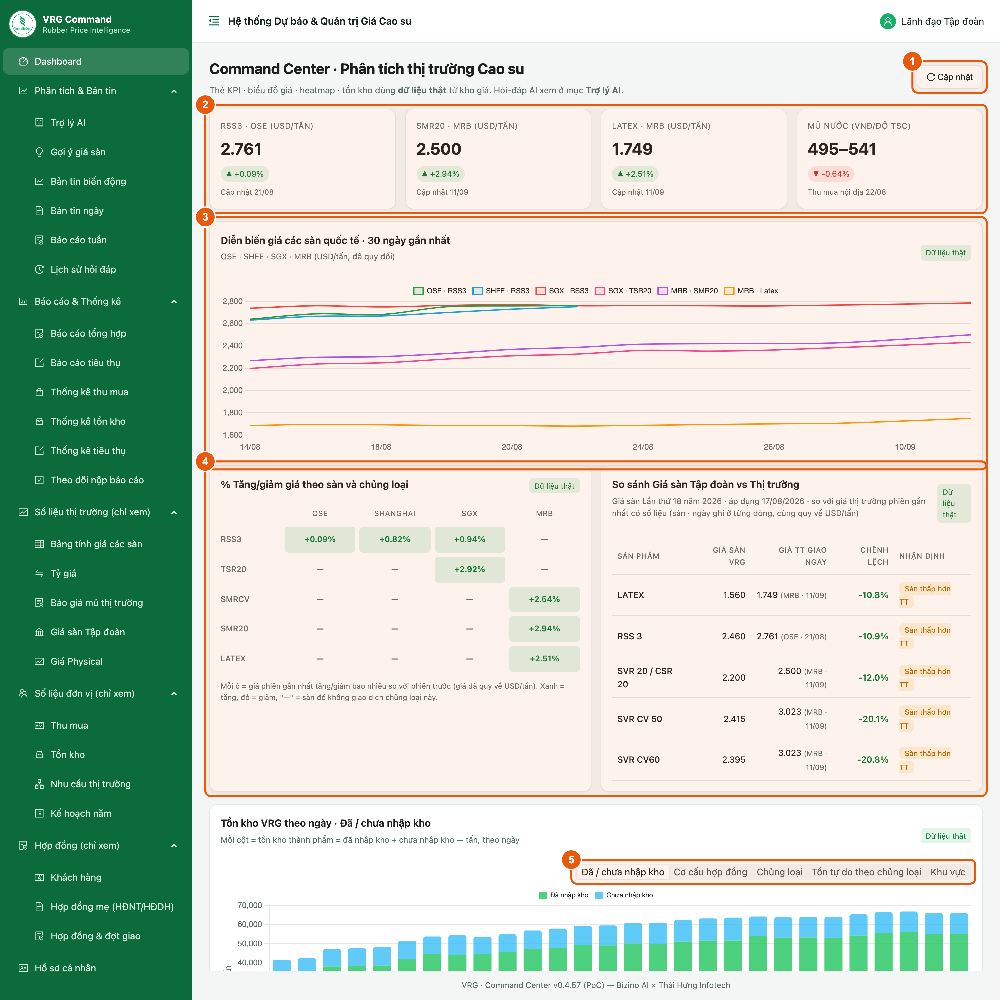 VRG Command
Rubber Price Intelligence
Dashboard
Phân tích & Bản tin
Trợ lý AI
Gợi ý giá sàn
Bản tin biến động
Bản tin ngày
Báo cáo tuần
Lịch sử hỏi đáp
Báo cáo & Thống kê
Báo cáo tổng hợp
Báo cáo tiêu thụ
Thống kê thu mua
Thống kê tồn kho
Thống kê tiêu thụ
Theo dõi nộp báo cáo
Số liệu thị trường (chỉ xem)
Bảng tính giá các sàn
Tỷ giá
Báo giá mủ thị trường
Giá sàn Tập đoàn
Giá Physical
Số liệu đơn vị (chỉ xem)
Thu mua
Tồn kho
Nhu cầu thị trường
Kế hoạch năm
Hợp đồng (chỉ xem)
Khách hàng
Hợp đồng mẹ (HĐNT/HĐDH)
Hợp đồng & đợt giao
Hồ sơ cá nhân
Hệ thống Dự báo & Quản trị Giá Cao su
Lãnh đạo Tập đoàn
Command Center · Phân tích thị trường Cao su
Thẻ KPI · biểu đồ giá · heatmap · tồn kho dùng dữ liệu thật từ kho giá. Hỏi-đáp AI xem ở mục Trợ lý AI.
1
Cập nhật
2
RSS3 · OSE (USD/TẤN)
2.761
▲ +0.09%
Cập nhật 21/08
SMR20 · MRB (USD/TẤN)
2.500
▲ +2.94%
Cập nhật 11/09
LATEX · MRB (USD/TẤN)
1.749
▲ +2.51%
Cập nhật 11/09
MỦ NƯỚC (VNĐ/ĐỘ TSC)
495–541
▼ -0.64%
Thu mua nội địa 22/08
3
Diễn biến giá các sàn quốc tế · 30 ngày gần nhất
OSE · SHFE · SGX · MRB (USD/tấn, đã quy đổi)
Dữ liệu thật
OSE · RSS3 SHFE · RSS3 SGX · RSS3 SGX · TSR20 MRB · SMR20 MRB · Latex
2,800
2,600
2,400
2,200
2,000
1,800
1,600
14/08 18/08 20/08 24/08 26/08 10/09
4
% Tăng/giảm giá theo sàn và chủng loại
Dữ liệu thật
OSE SHANGHAI SGX MRB
RSS3 +0.09% +0.82% +0.94% —
TSR20 — — +2.92% —
SMRCV — — — +2.54%
SMR20 — — — +2.94%
LATEX — — — +2.51%
Mỗi ô = giá phiên gần nhất tăng/giảm bao nhiêu so với phiên trước (giá đã quy về USD/tấn). Xanh =
tăng, đỏ = giảm, "—" = sàn đó không giao dịch chủng loại này.
So sánh Giá sàn Tập đoàn vs Thị trường
Giá sàn Lần thứ 18 năm 2026 · áp dụng 17/08/2026 · so với giá thị trường phiên gần
nhất có số liệu (sàn · ngày ghi ở từng dòng, cùng quy về USD/tấn)
Dữ
liệu
thật
SẢN PHẨM GIÁ SÀN VRG GIÁ TT GIAO NGAY CHÊNH LỆCH NHẬN ĐỊNH
LATEX 1.560 1.749 (MRB · 11/09) -10.8% Sàn thấp hơn TT
RSS 3 2.460 2.761 (OSE · 21/08) -10.9% Sàn thấp hơn TT
SVR 20 / CSR 20 2.200 2.500 (MRB · 11/09) -12.0% Sàn thấp hơn TT
SVR CV 50 2.415 3.023 (MRB · 11/09) -20.1% Sàn thấp hơn TT
SVR CV60 2.395 3.023 (MRB · 11/09) -20.8% Sàn thấp hơn TT
Tồn kho VRG theo ngày · Đã / chưa nhập kho
Mỗi cột = tồn kho thành phẩm = đã nhập kho + chưa nhập kho — tấn, theo ngày
Dữ liệu thật
5
Đã / chưa nhập kho Cơ cấu hợp đồng Chủng loại Tồn tự do theo chủng loại Khu vực
Đã nhập kho Chưa nhập kho
70,000
60,000
50,000
40,000
VRG · Command Center v0.4.57 (PoC) — Bizino AI × Thái Hưng Infotech